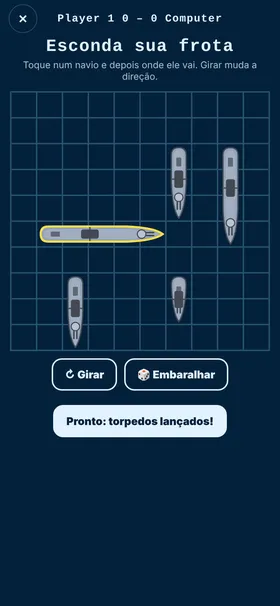 ×
Player 1 0 – 0 Computer
Esconda sua frota
Toque num navio e depois onde ele vai. Girar muda a
direção.
↻ Girar
🎲 Embaralhar
Pronto: torpedos lançados!